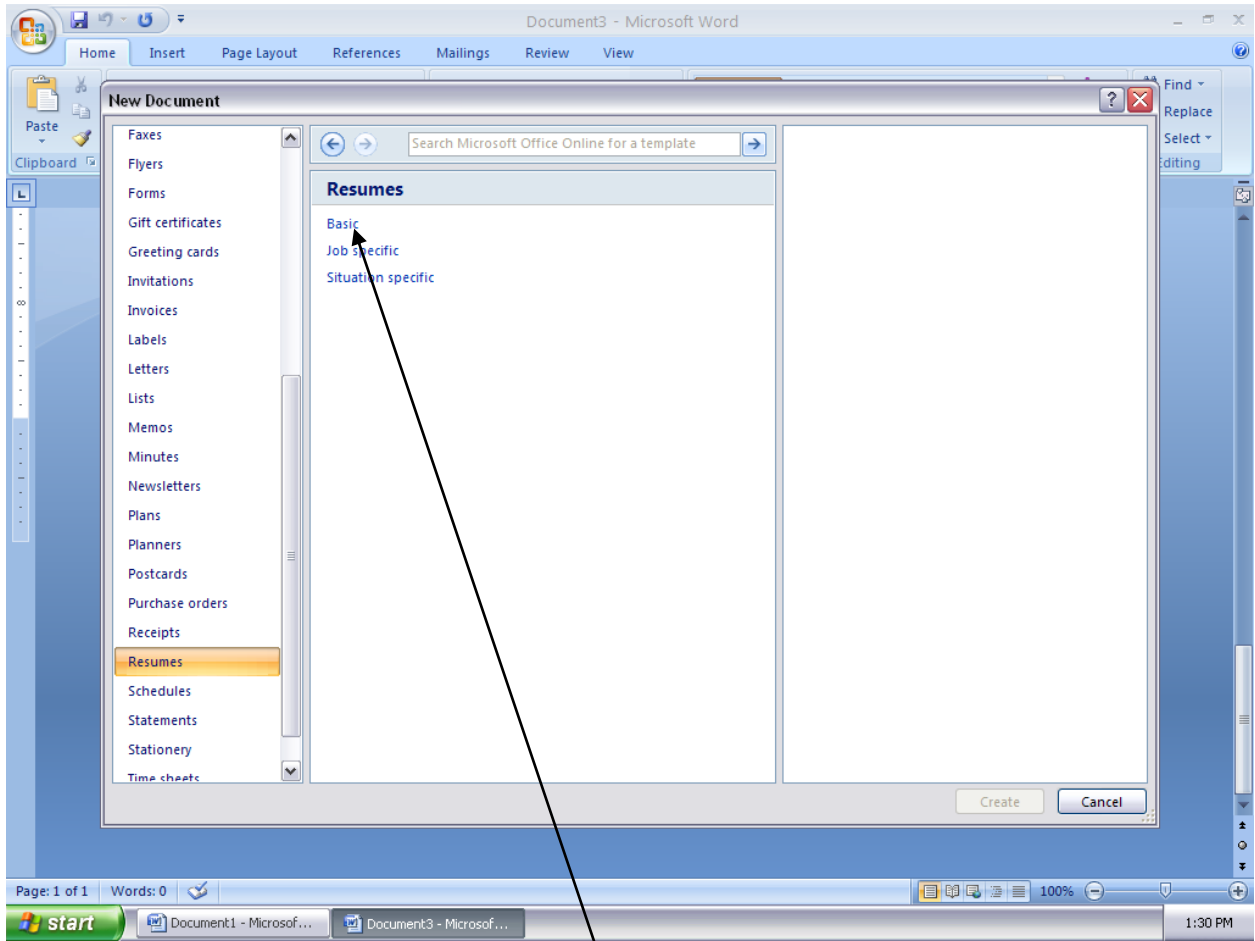 Document3 - Microsoft Word
Home Insert Page Layout References Mailings Review View
Paste
Clipboard
Find
Replace
Select
Editing
New Document
Faxes
Flyers
Forms
Gift certificates
Greeting cards
Invitations
Invoices
Labels
Letters
Lists
Memos
Minutes
Newsletters
Plans
Planners
Postcards
Purchase orders
Receipts
Resumes
Schedules
Statements
Stationery
Time sheets
Search Microsoft Office Online for a template
Resumes
Basic
Job specific
Situation specific
Create Cancel
Page: 1 of 1 Words: 0 100%
start Document1 - Microsof... Document3 - Microsof... 1:30 PM